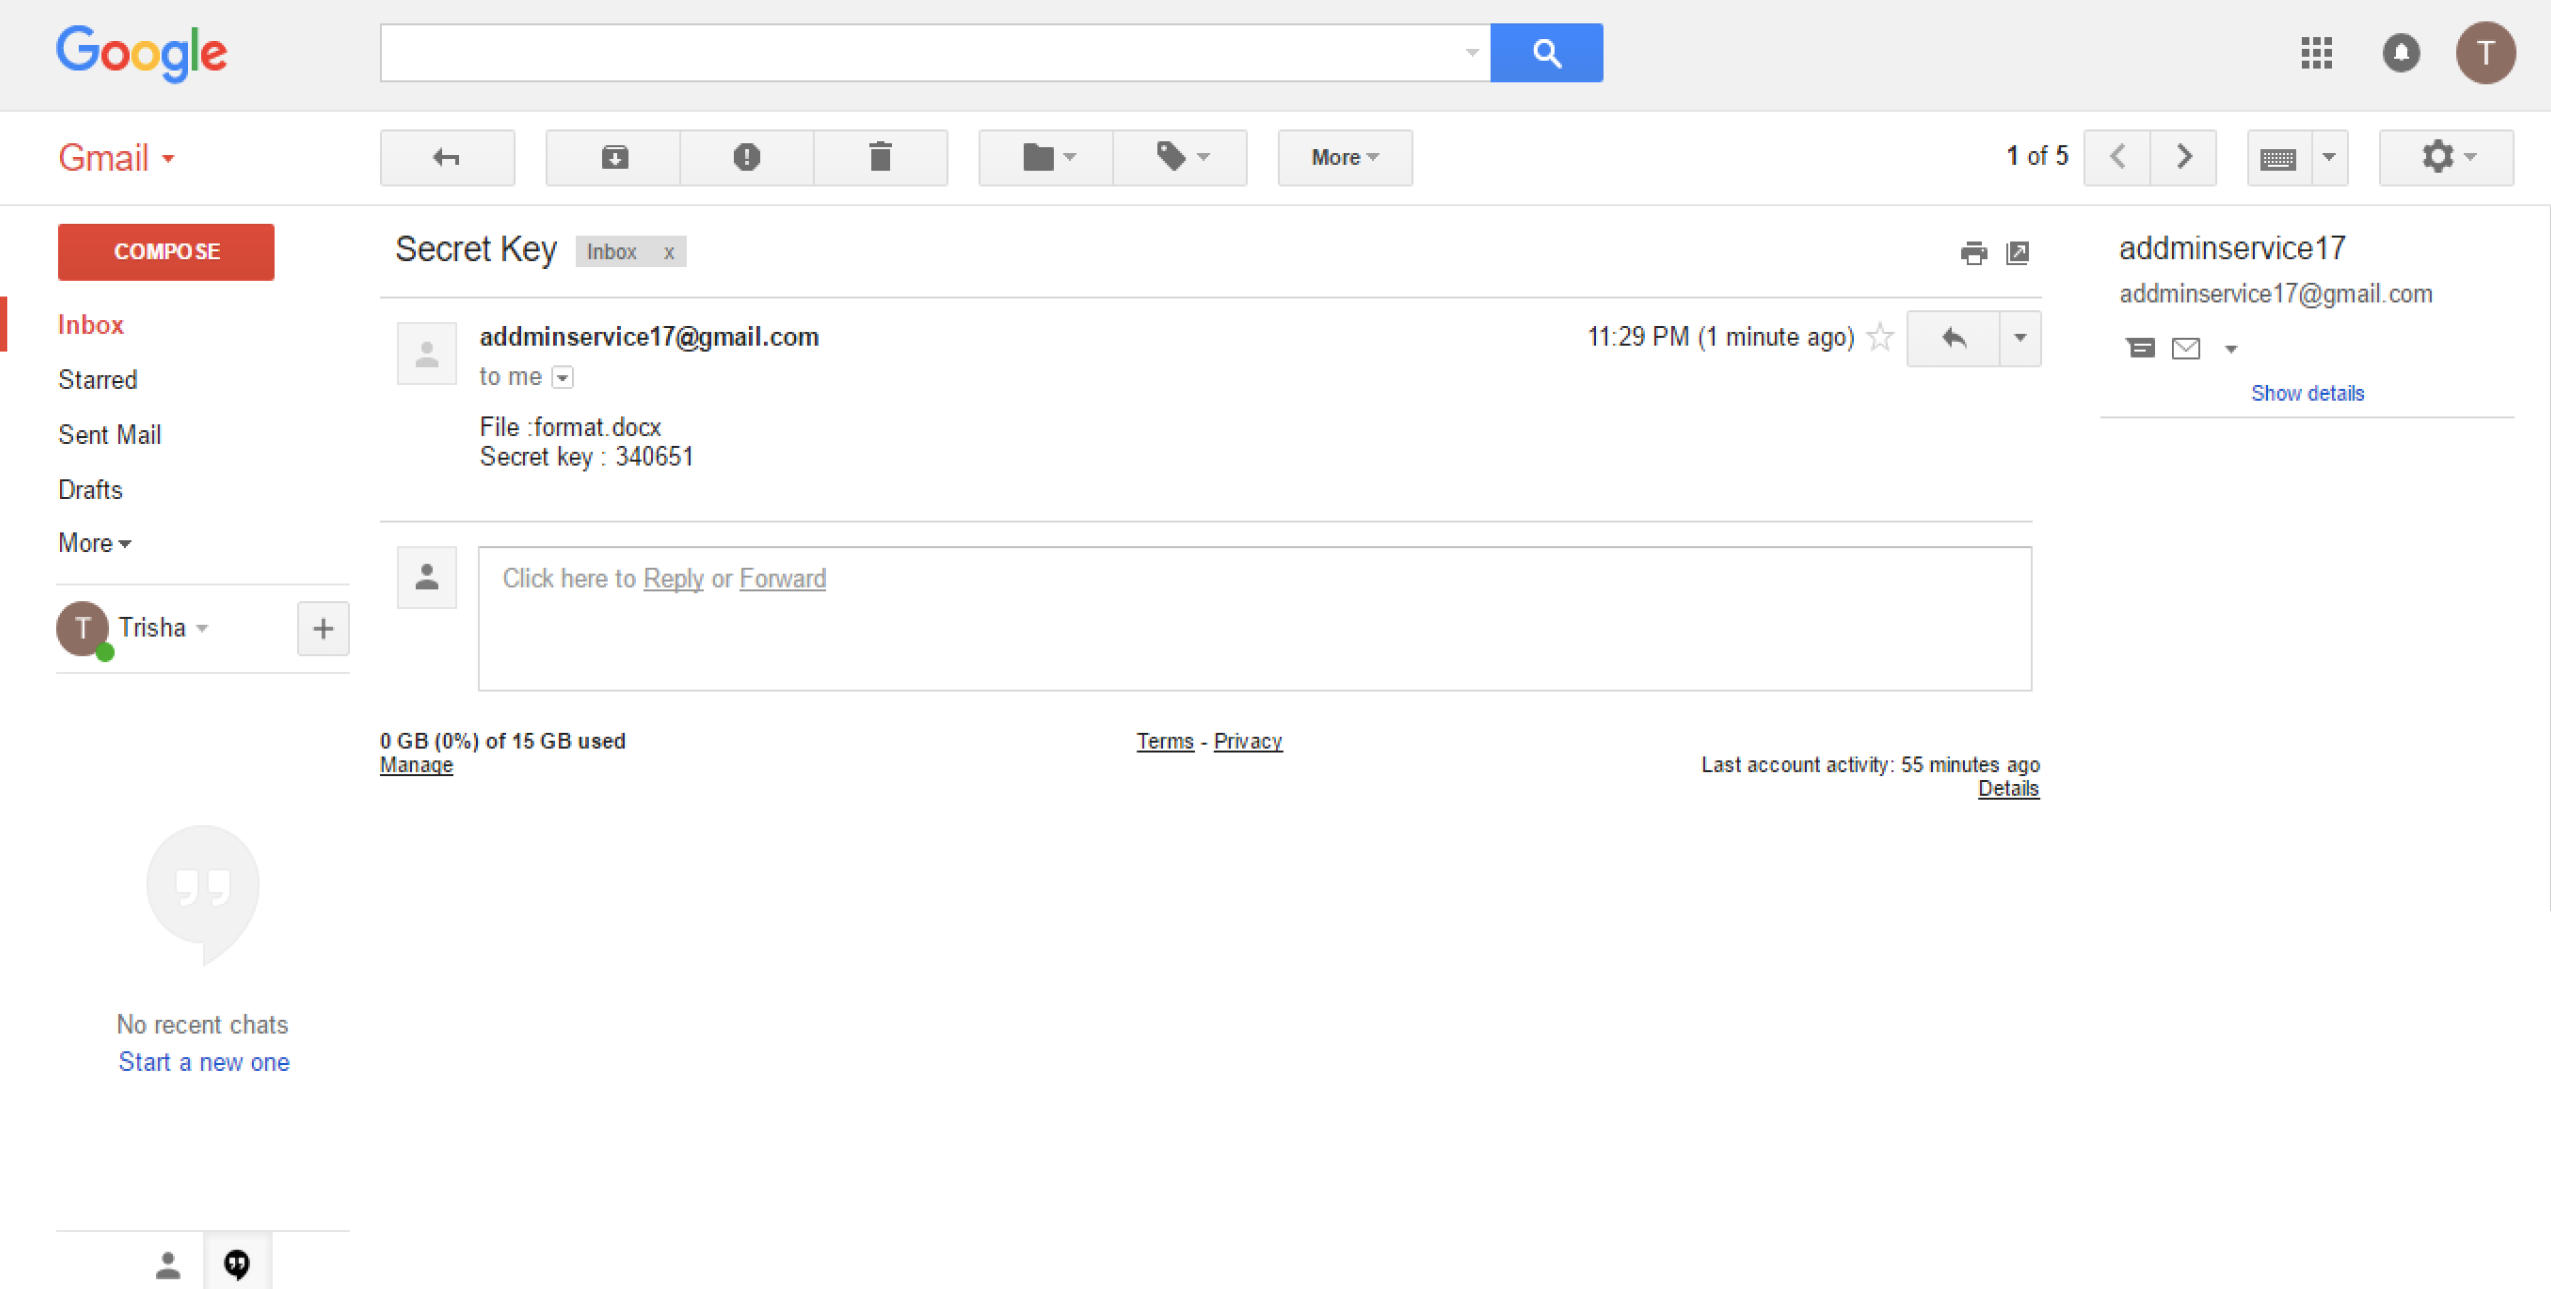 Google
T
Gmail
More
1 of 5
COMPOSE
Secret Key
Inbox x
addminservice17
addminservice17@gmail.com
Inbox
Starred
Sent Mail
Drafts
More
addminservice17@gmail.com
11:29 PM (1 minute ago)
to me
Show details
File :format.docx
Secret key : 340651
Click here to Reply or Forward
T Trisha
+
0 GB (0%) of 15 GB used
Manage
Terms - Privacy
Last account activity: 55 minutes ago
Details
No recent chats
Start a new one